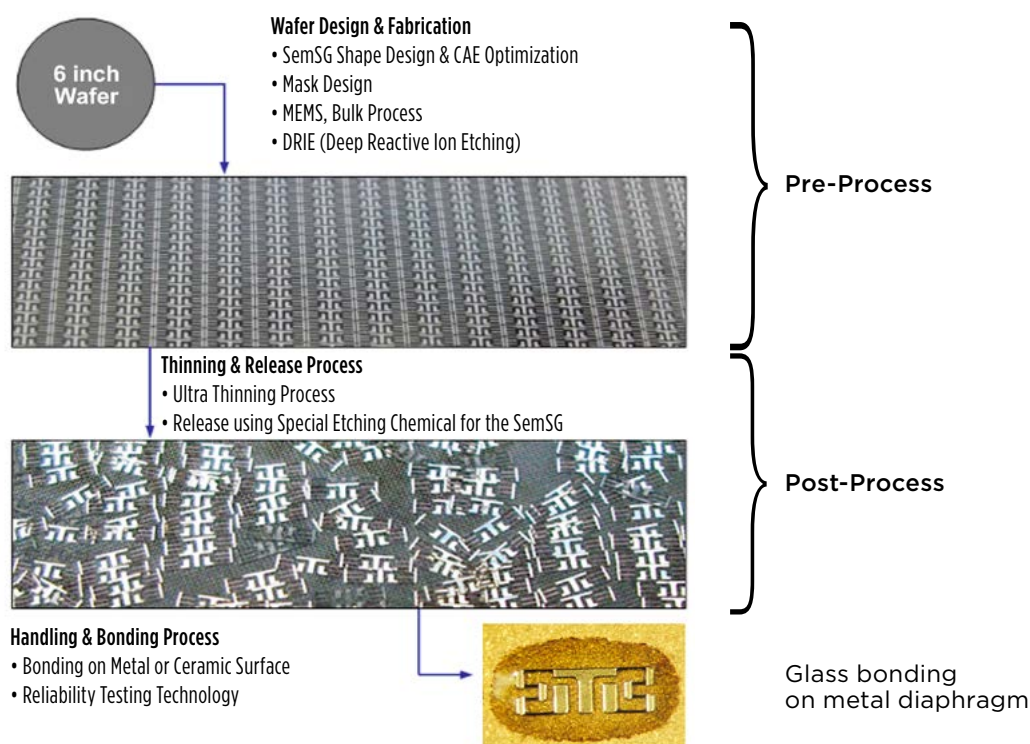 6 inch
Wafer
Wafer Design & Fabrication
• SemSG Shape Design & CAE Optimization
• Mask Design
• MEMS, Bulk Process
• DRIE (Deep Reactive Ion Etching)
Pre-Process
Thinning & Release Process
• Ultra Thinning Process
• Release using Special Etching Chemical for the SemSG
Post-Process
Handling & Bonding Process
• Bonding on Metal or Ceramic Surface
• Reliability Testing Technology
Glass bonding
on metal diaphragm